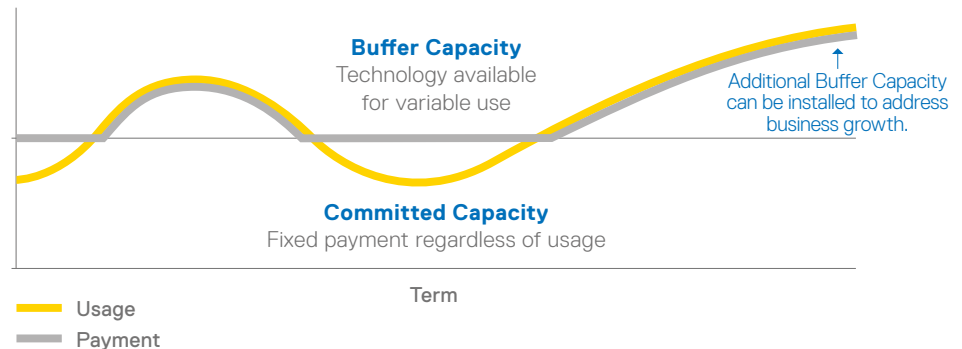 Buffer Capacity
Technology available
for variable use
Additional Buffer Capacity
can be installed to address
business growth.
Committed Capacity
Fixed payment regardless of usage
Term
Usage
Payment